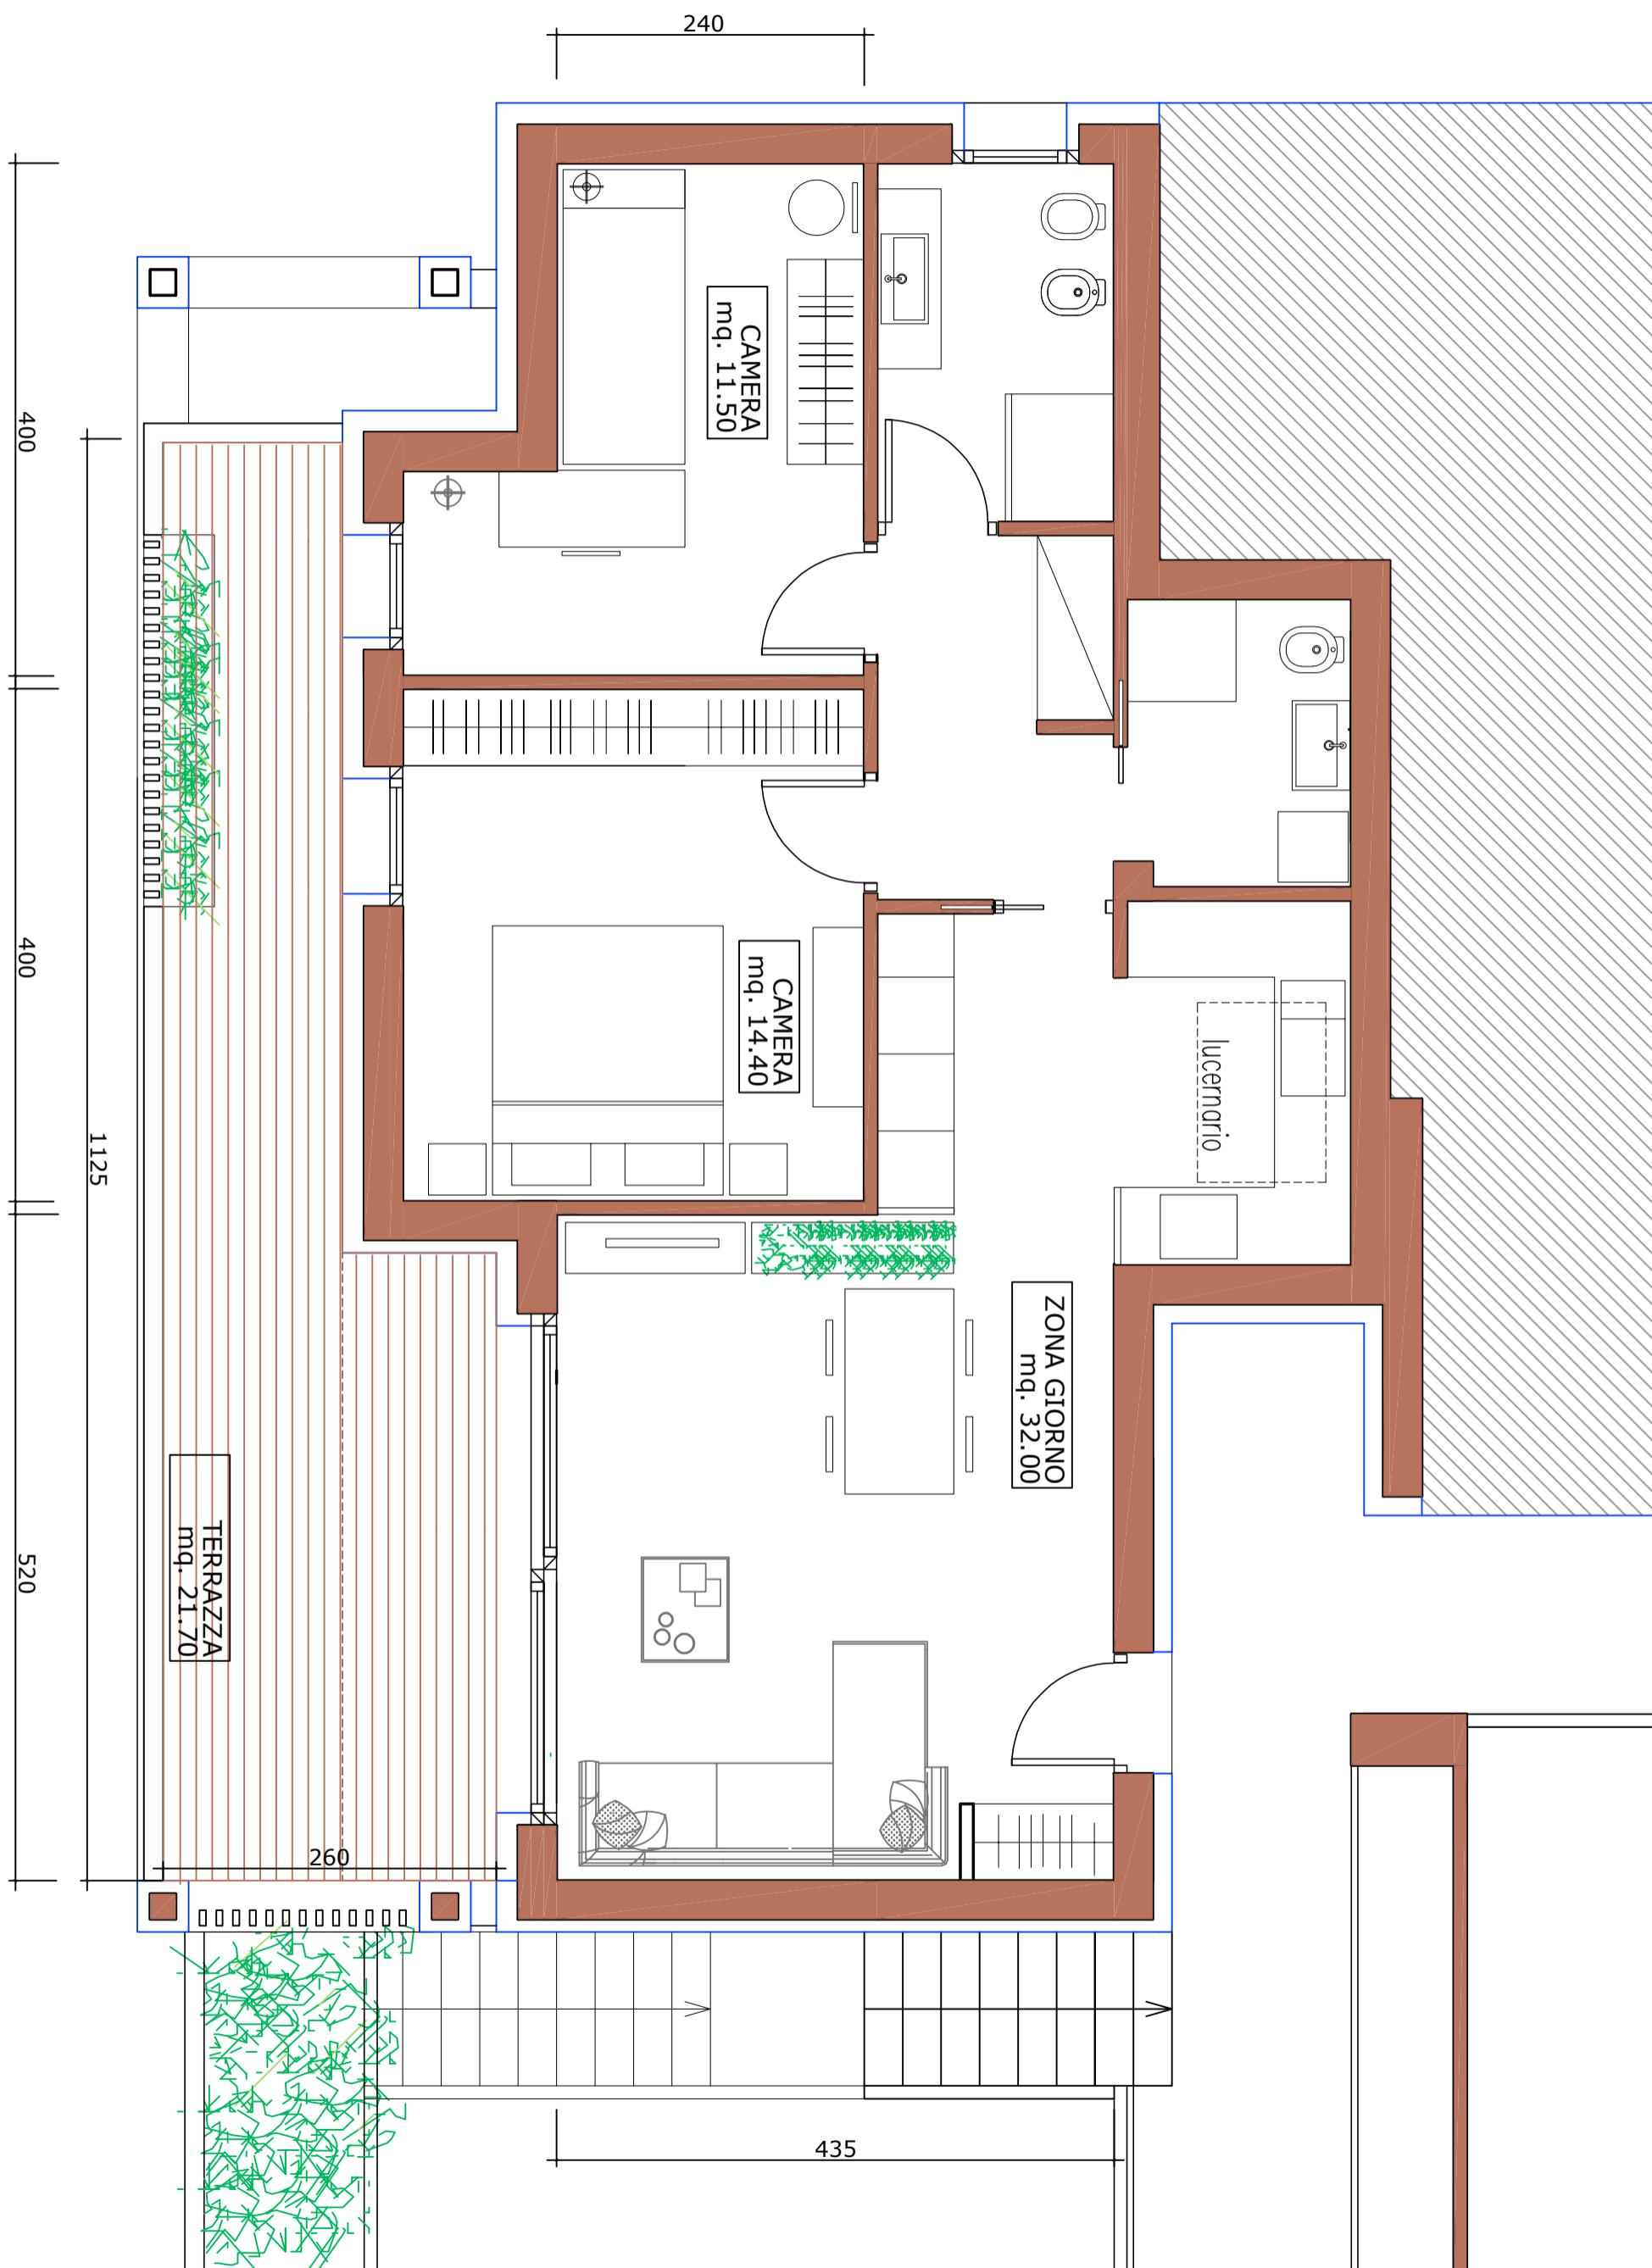 240
CAMERA
mq. 11.50
400
CAMERA
mq. 14.40
400
lucernario
1125
ZONA GIORNO
mq. 32.00
520
TERRAZZA
mq. 21.70
260
435